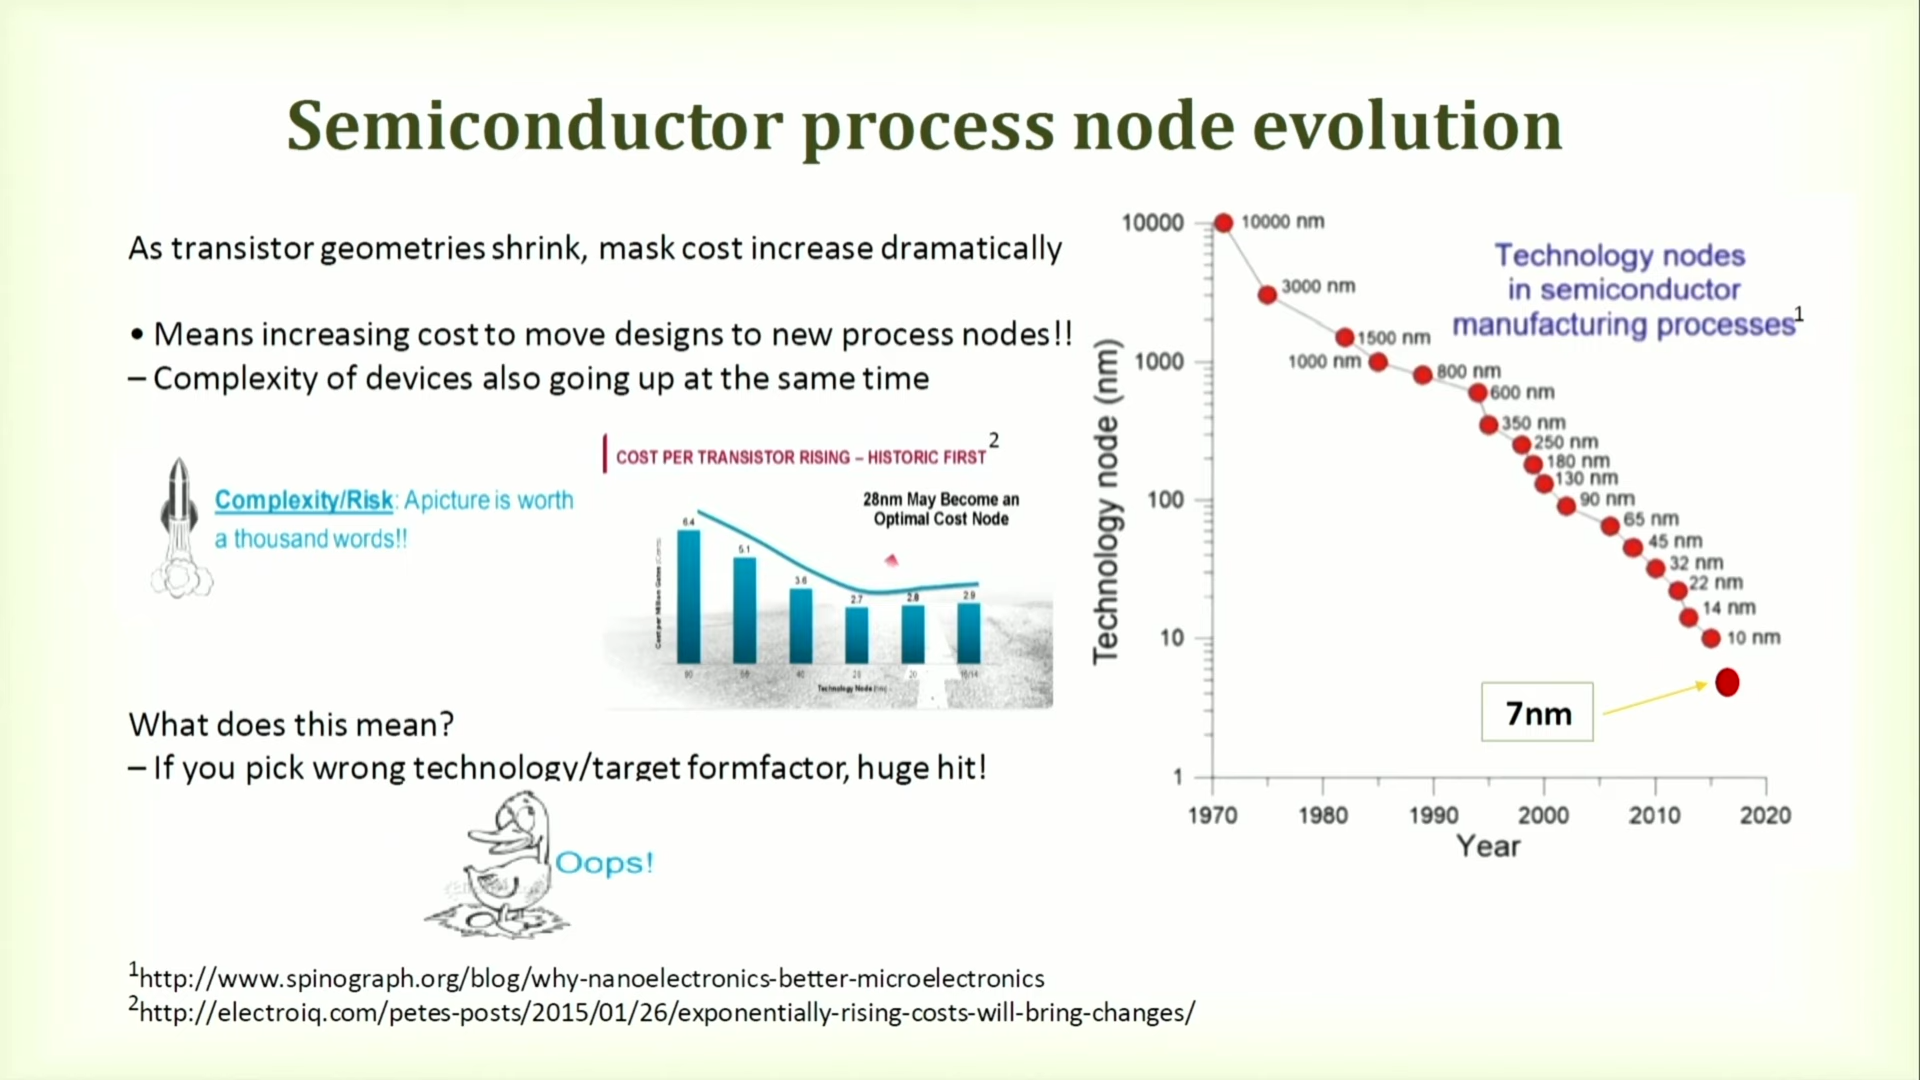 Semiconductor process node evolution
As transistor geometries shrink, mask cost increase dramatically
• Means increasing cost to move designs to new process nodes!!
– Complexity of devices also going up at the same time
Complexity/Risk: A picture is worth
a thousand words!!
COST PER TRANSISTOR RISING – HISTORIC FIRST 2
28nm May Become an
Optimal Cost Node
6.4
5.1
3.6
2.7
2.8
2.9
40
28
20
16/14
Technology Node
What does this mean?
– If you pick wrong technology/target formfactor, huge hit!
Oops!
Technology nodes
in semiconductor
manufacturing processes1
Technology node (nm)
10000
1000
100
10
1
10000 nm
3000 nm
1500 nm
1000 nm
800 nm
600 nm
350 nm
250 nm
180 nm
130 nm
90 nm
65 nm
45 nm
32 nm
22 nm
14 nm
10 nm
7nm
1970 1980 1990 2000 2010 2020
Year
1http://www.spinograph.org/blog/why-nanoelectronics-better-microelectronics
2http://electroiq.com/petes-posts/2015/01/26/exponentially-rising-costs-will-bring-changes/